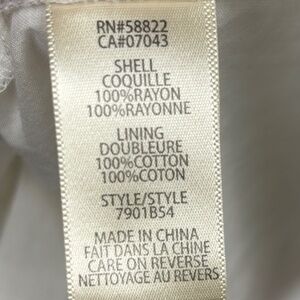 RN#58822
CA#07043
SHELL
COQUILLE
100%RAYON
100%RAYONNE
LINING
DOUBLEURE
100%COTTON
100%COTON
STYLE/STYLE
7901B54
MADE IN CHINA
FAIT DANS LA CHINE
CARE ON REVERSE
NETTOYAGE AU REVERS